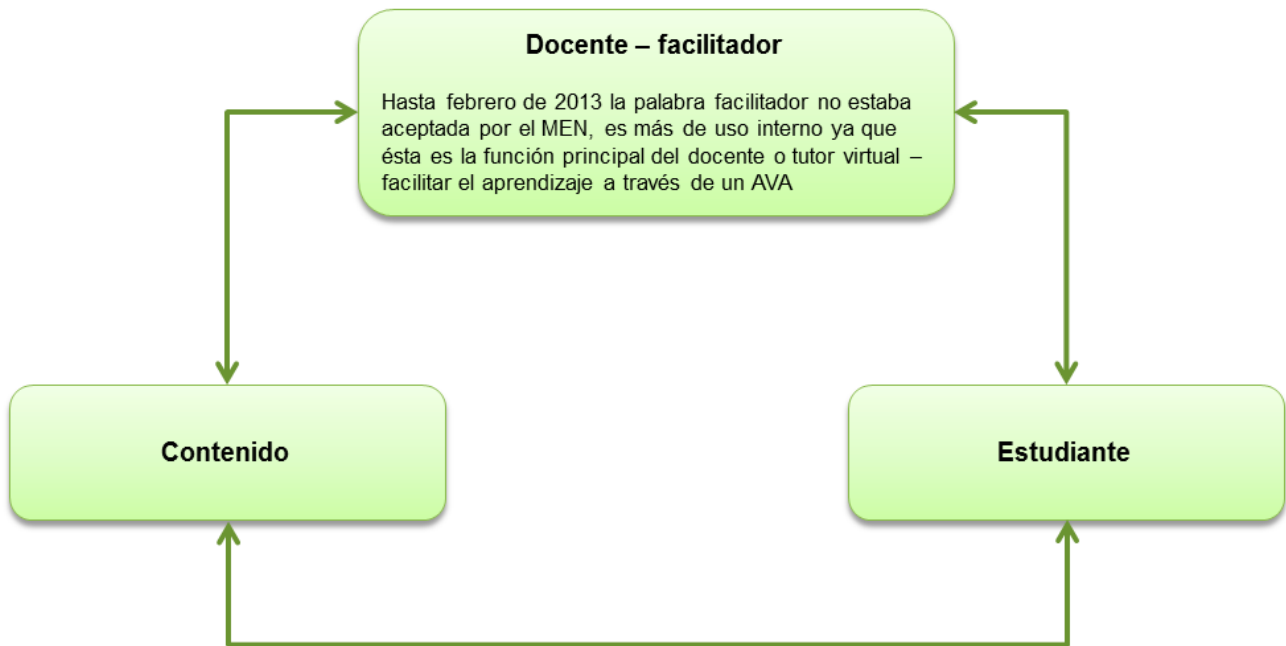 Docente – facilitador
Hasta febrero de 2013 la palabra facilitador no estaba
aceptada por el MEN, es más de uso interno ya que
ésta es la función principal del docente o tutor virtual –
facilitar el aprendizaje a través de un AVA
Contenido
Estudiante